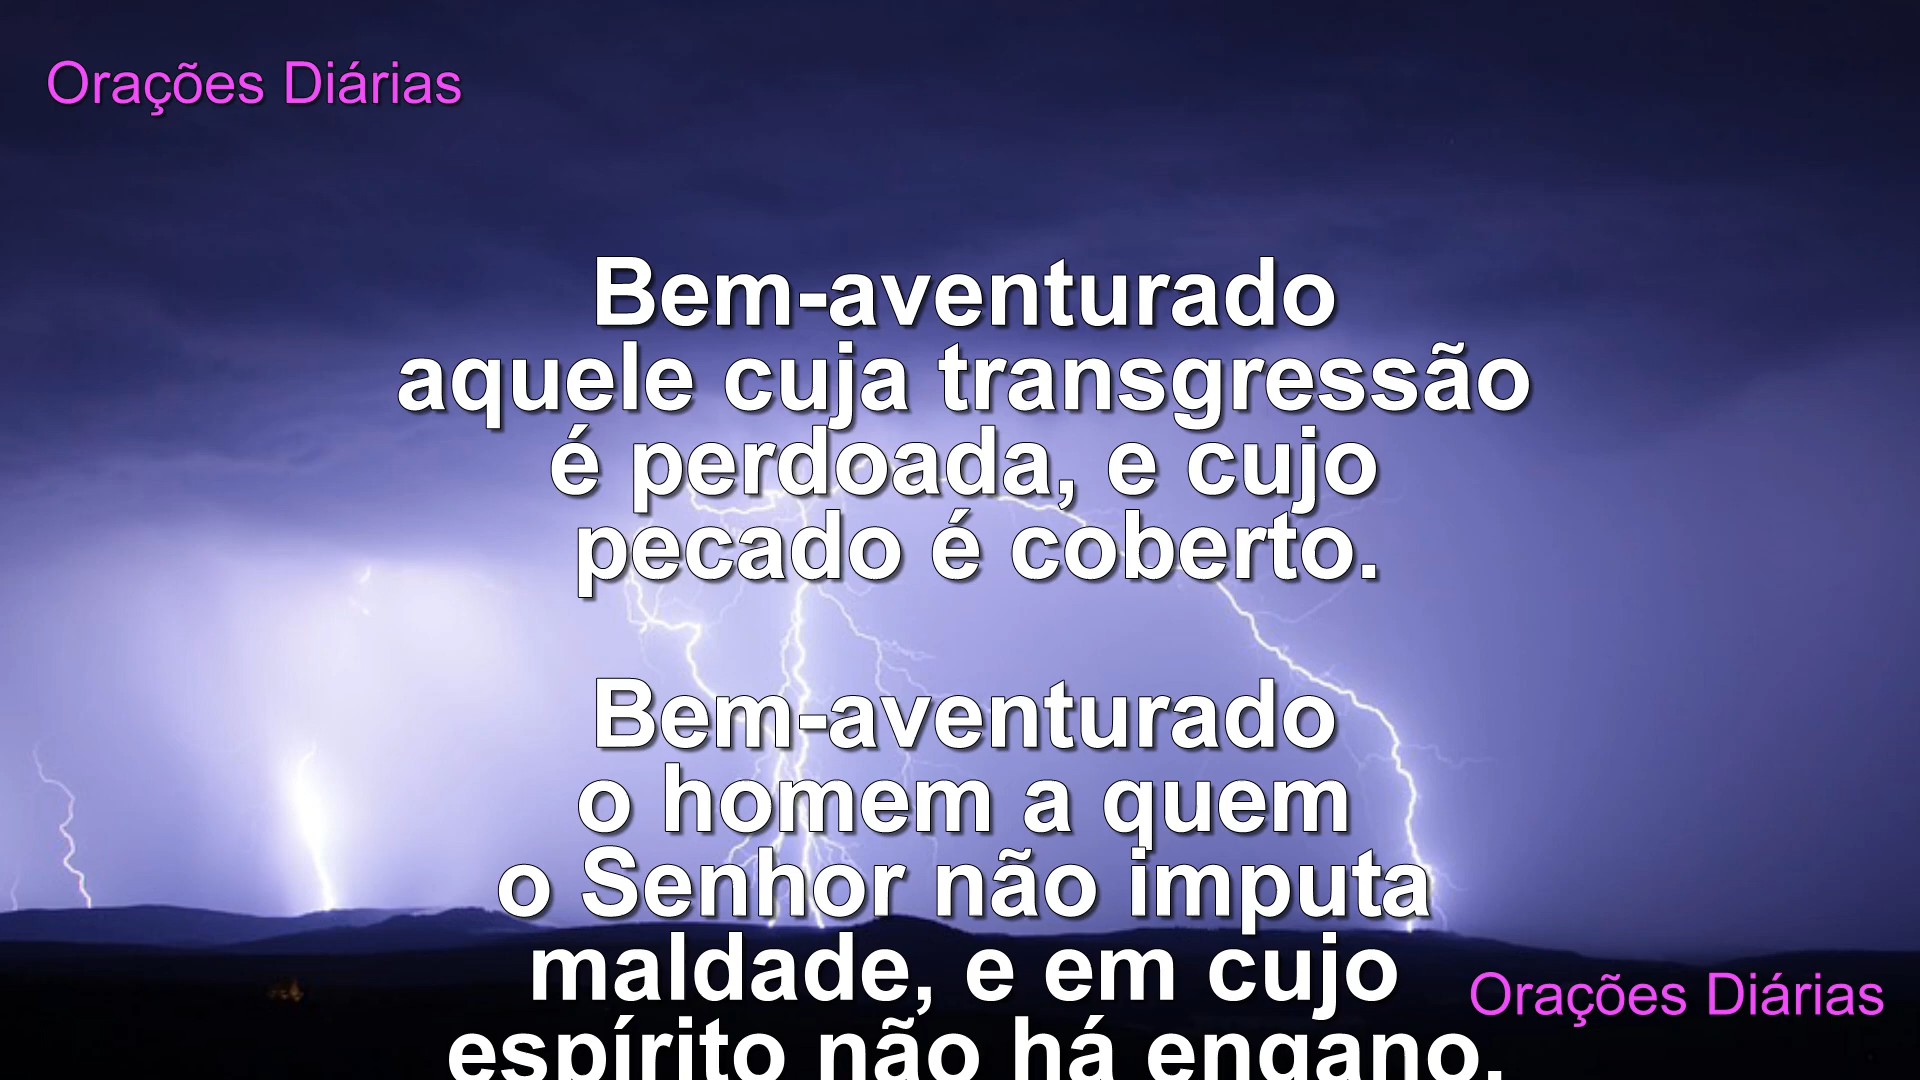 Orações Diárias
Bem-aventurado
aquele cuja transgressão
é perdoada, e cujo
pecado é coberto.
Bem-aventurado
o homem a quem
o Senhor não imputa
maldade, e em cujo
Orações Diárias
espírito não há engano.